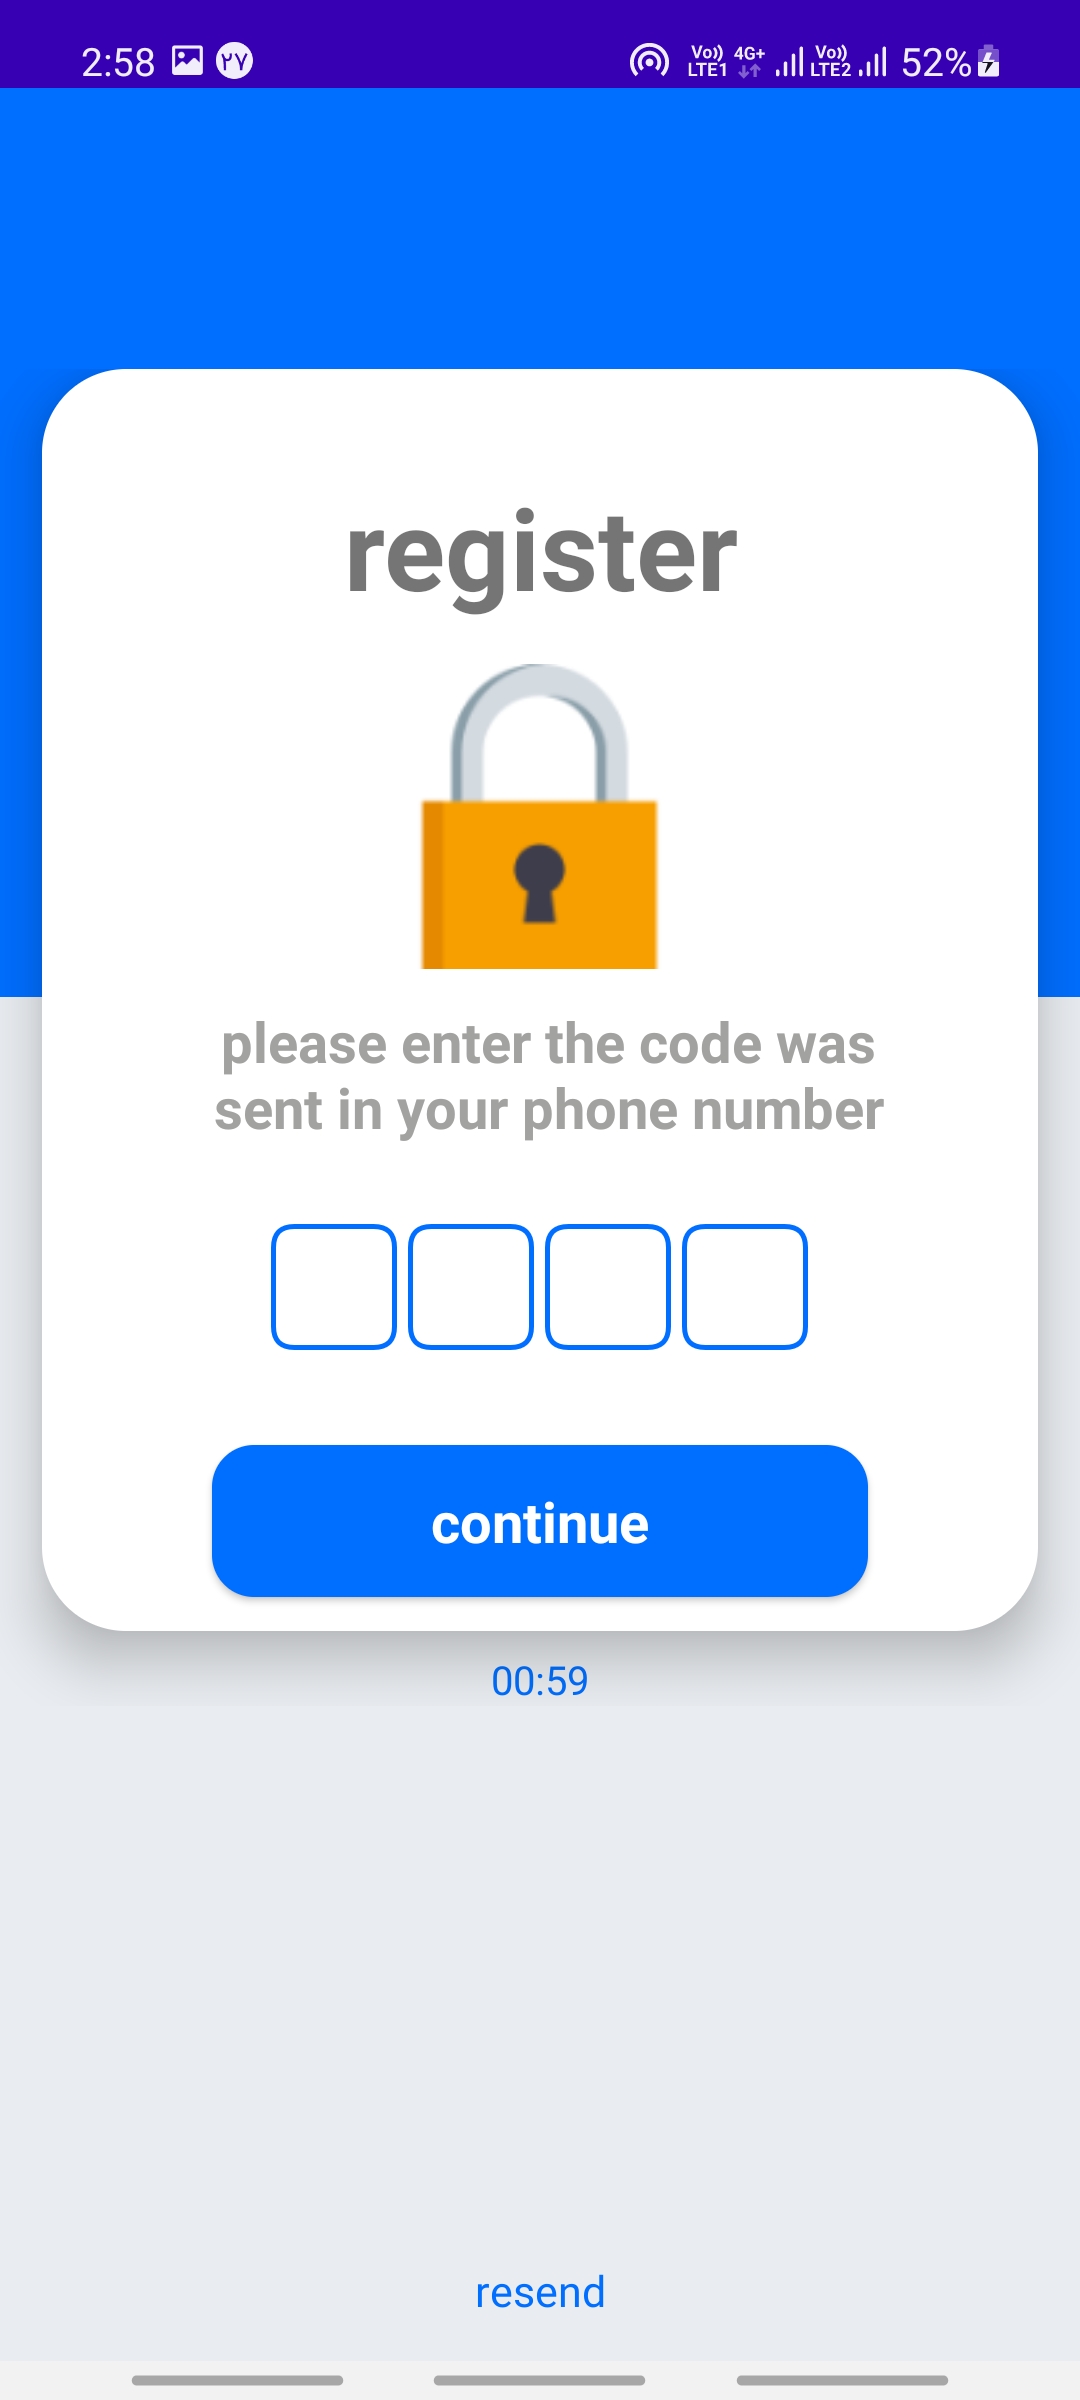 2:58 ۲۷ Vo)) LTE1 4G+ Vo)) LTE2 52%
register
please enter the code was
sent in your phone number
continue
00:59
resend